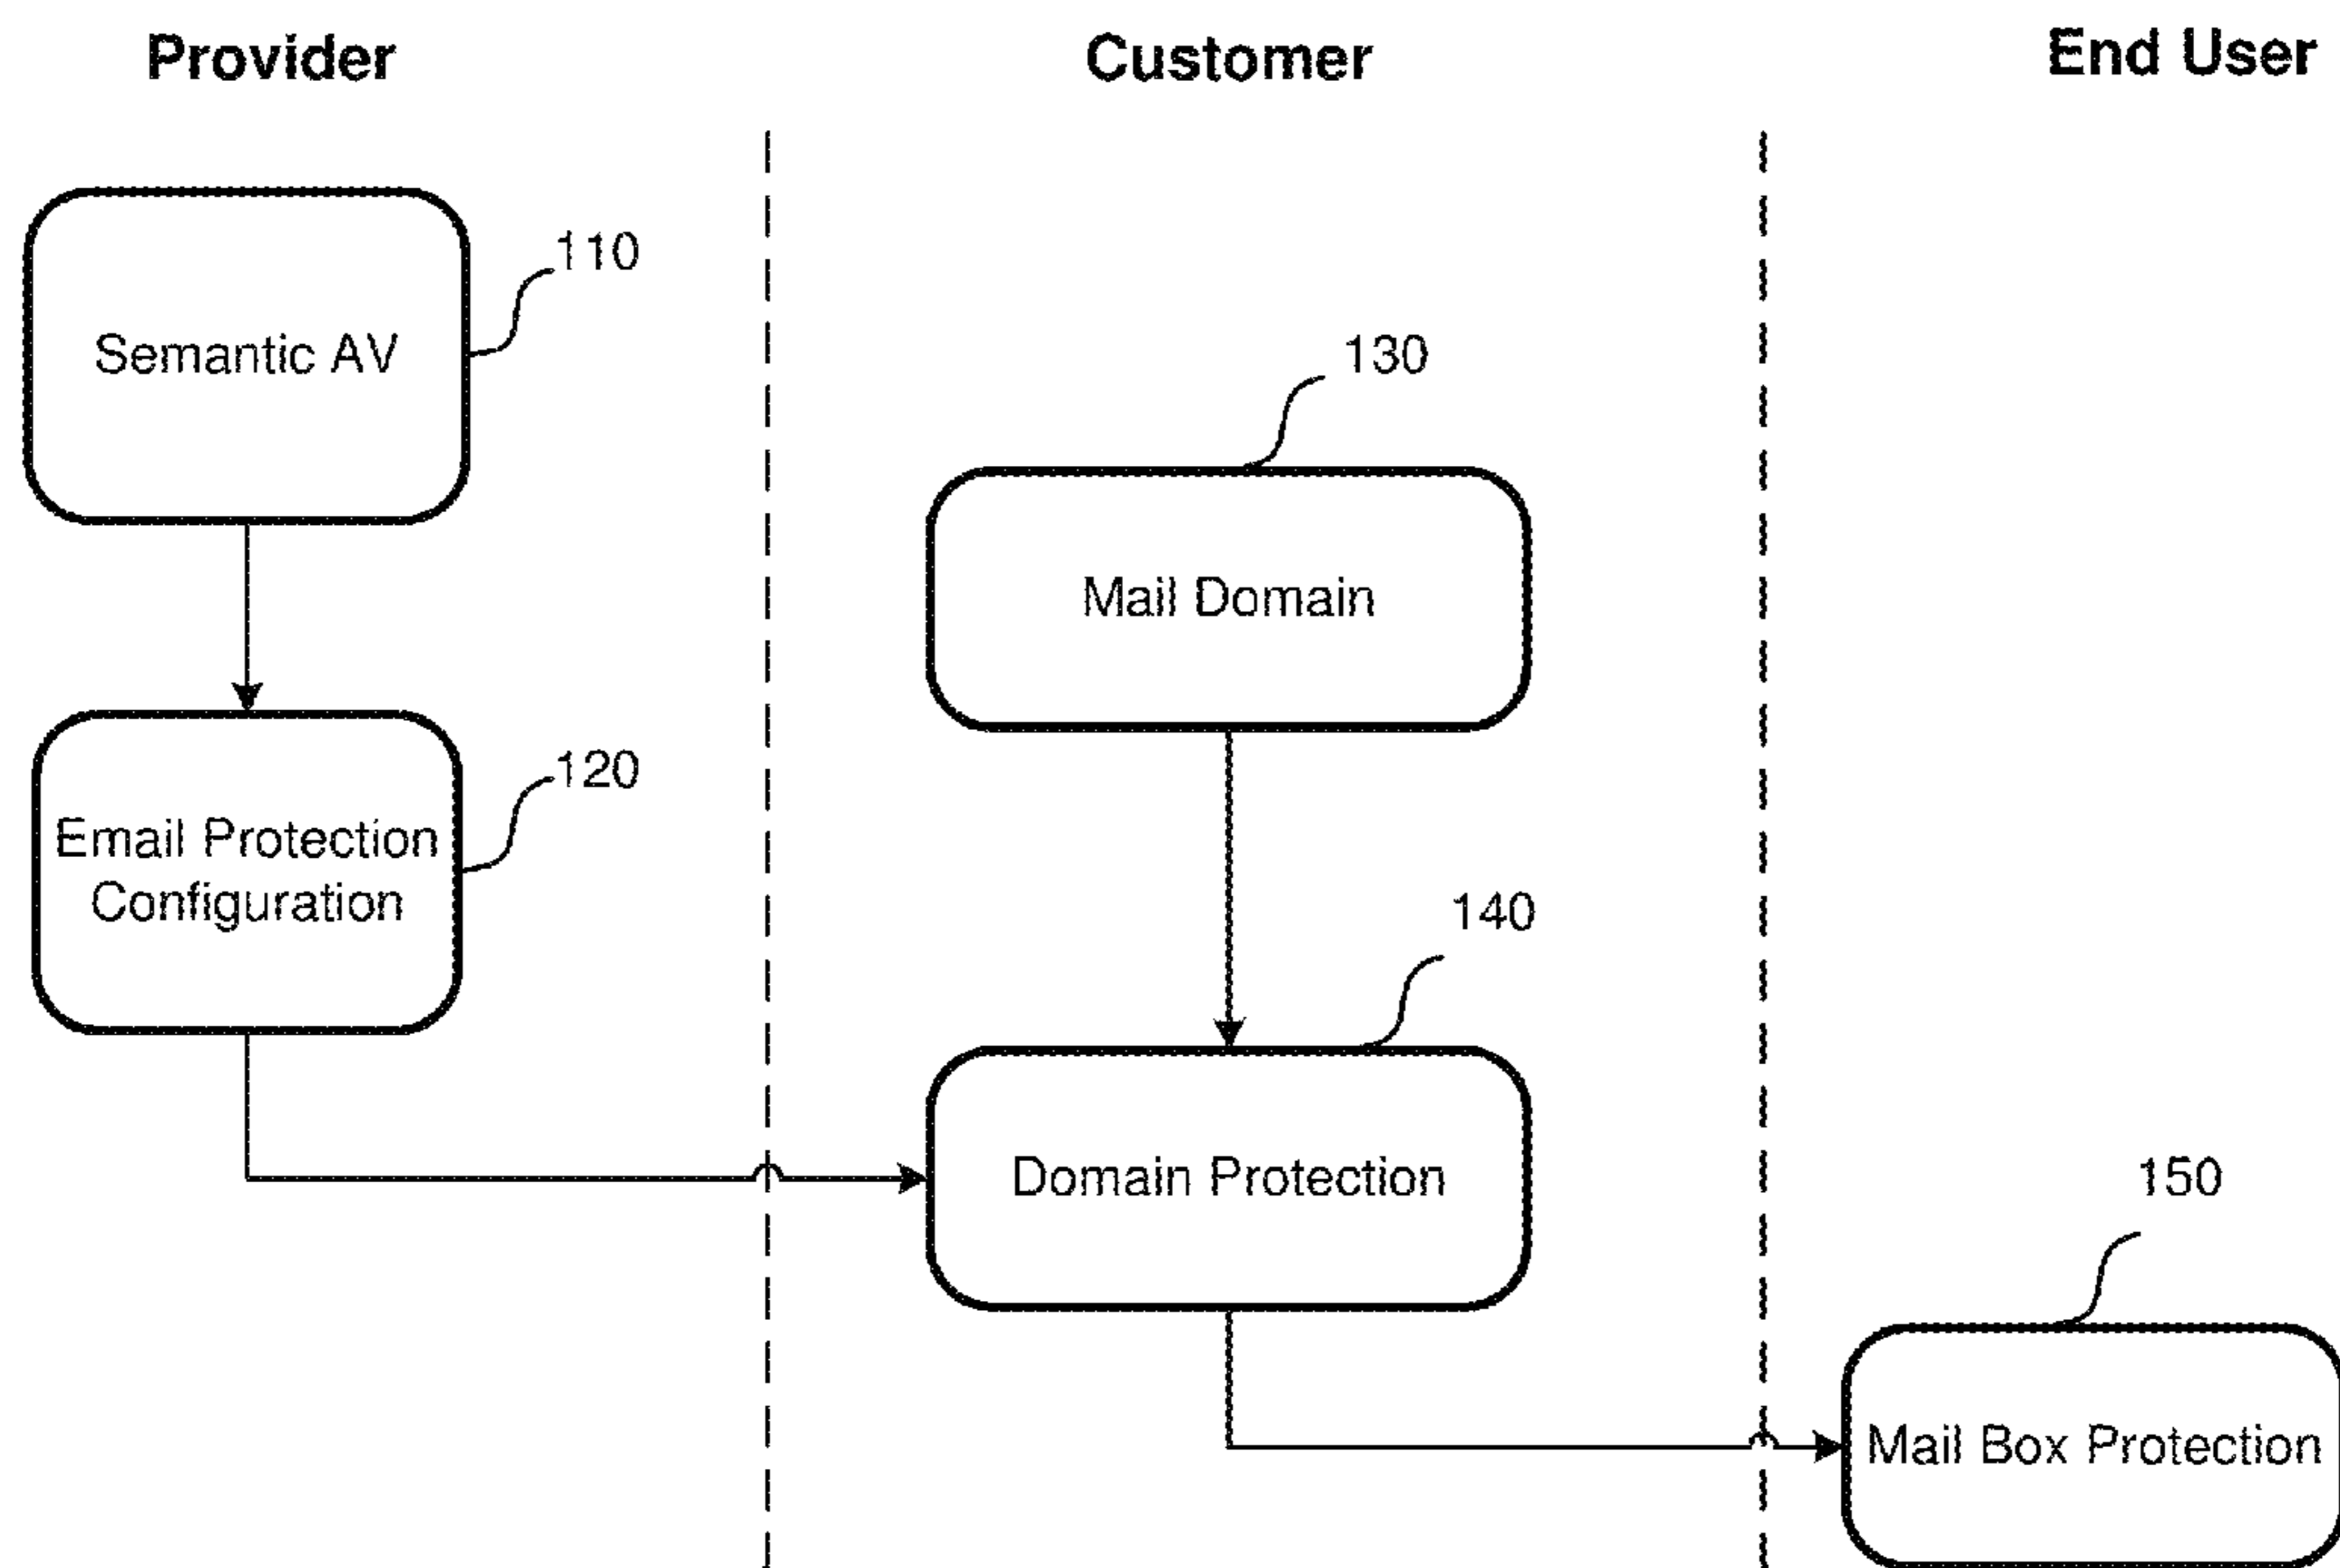 Provider
Customer
End User
110
Semantic AV
130
Mail Domain
120
Email Protection
Configuration
140
Domain Protection
150
Mail Box Protection